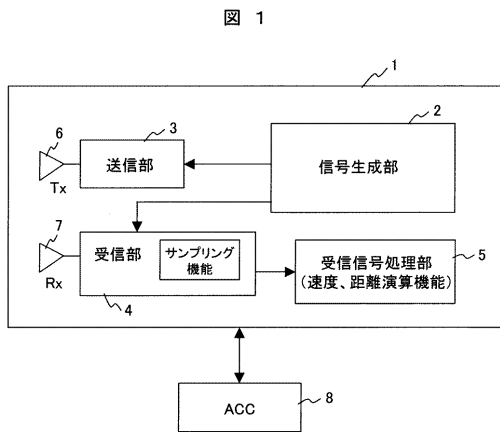 図 1
1
2
3
6
送信部
信号生成部
Tx
7
受信部
サンプリング
機能
受信信号処理部
(速度、距離演算機能)
5
Rx
4
ACC
8